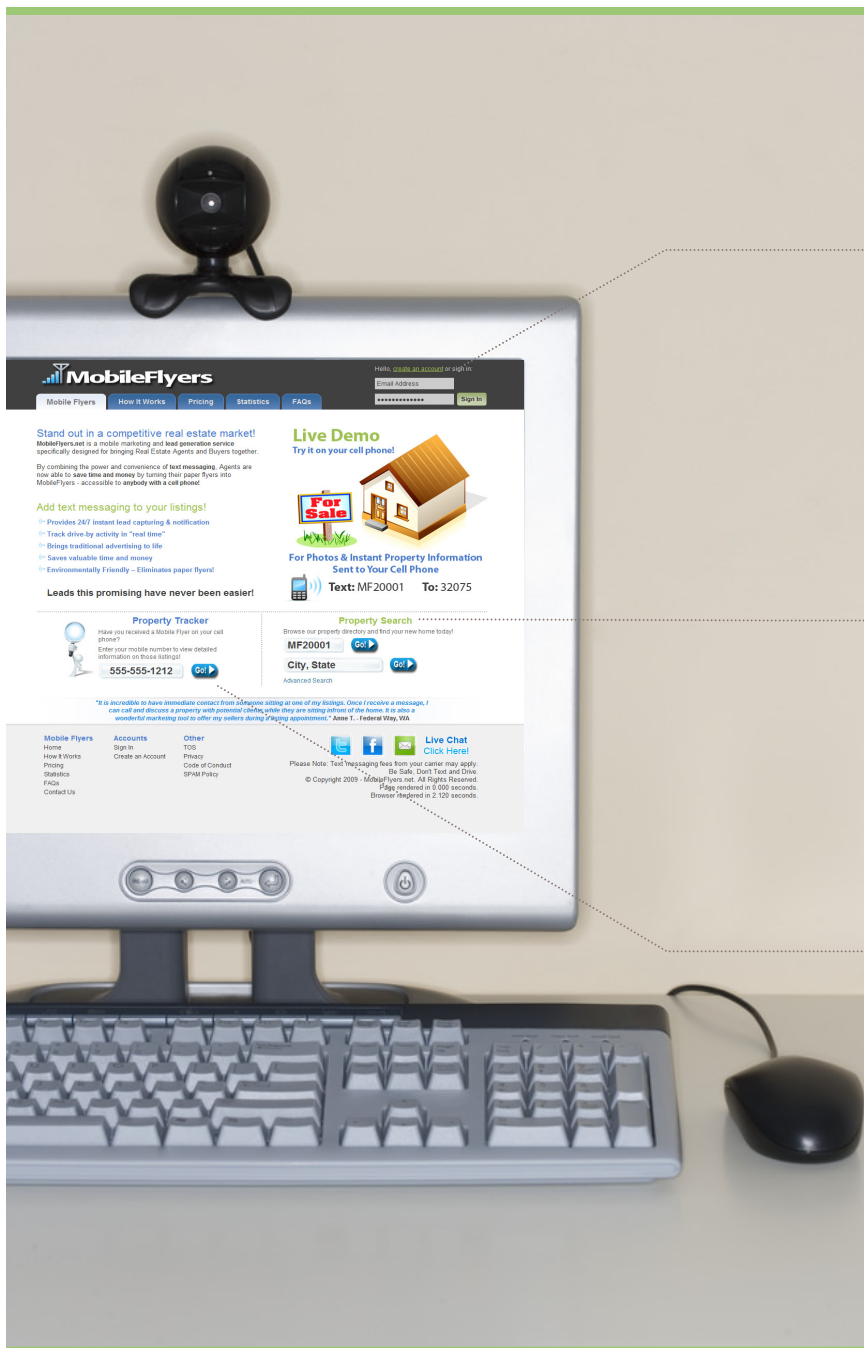 MobileFlyers
Hello, create an account or sigh in:
Email Address
Sign In
Mobile Flyers
How It Works
Pricing
Statistics
FAQs
Stand out in a competitive real estate market!
MobileFlyers.net is a mobile marketing and lead generation service
specifically designed for bringing Real Estate Agents and Buyers together.
By combining the power and convenience of text messaging, Agents are
now able to save time and money by turning their paper flyers into
MobileFlyers - accessible to anybody with a cell phone!
Add text messaging to your listings!
Provides 24/7 instant lead capturing & notification
Track drive-by activity in "real time"
Brings traditional advertising to life
Saves valuable time and money
Environmentally Friendly – Eliminates paper flyers!
Leads this promising have never been easier!
Live Demo
Try it on your cell phone!
For
Sale
For Photos & Instant Property Information
Sent to Your Cell Phone
Text: MF20001 To: 32075
Property Tracker
Have you received a Mobile Flyer on your cell
phone?
Enter your mobile number to view detailed
information on those listings!
555-555-1212 Go!
Property Search
Browse our property directory and find your new home today!
MF20001 Go!
City, State Go!
Advanced Search
"It is incredible to have immediate contact from someone sitting at one of my listings. Once I receive a message, I
can call and discuss a property with potential clients while they are sitting infront of the home. It is also a
wonderful marketing tool to offer my sellers during a listing appointment." Anne T. - Federal Way, WA
Mobile Flyers
Home
How It Works
Pricing
Statistics
FAQs
Contact Us
Accounts
Sign In
Create an Account
Other
TOS
Privacy
Code of Conduct
SPAM Policy
Live Chat
Click Here!
Please Note: Text messaging fees from your carrier may apply.
Be Safe, Don't Text and Drive.
© Copyright 2009 - MobileFlyers.net. All Rights Reserved.
Page rendered in 0.000 seconds.
Browser rendered in 2.120 seconds.
AUTO